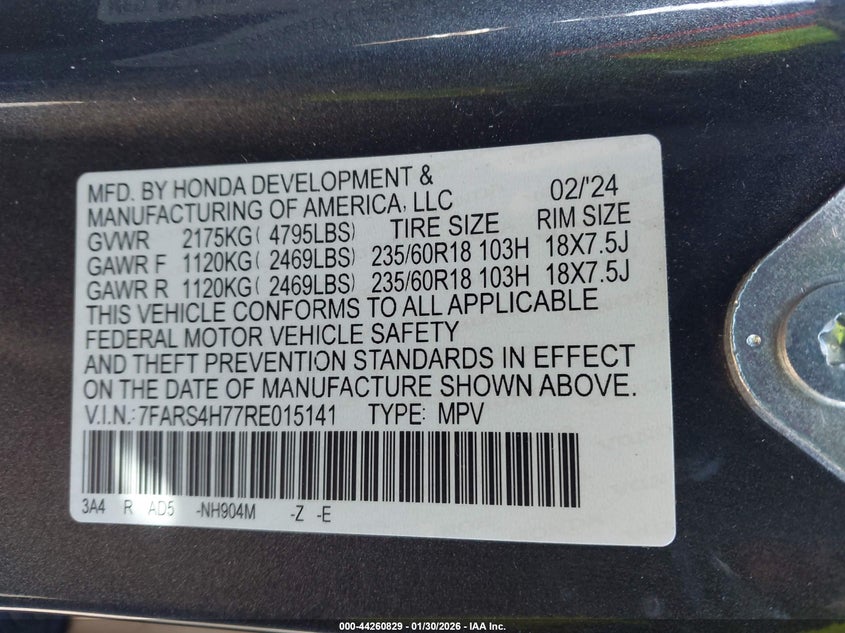 MFD. BY HONDA DEVELOPMENT & 02/'24
MANUFACTURING OF AMERICA, LLC
GVWR 2175KG( 4795LBS) TIRE SIZE RIM SIZE
GAWR F 1120KG( 2469LBS) 235/60R18 103H 18X7.5J
GAWR R 1120KG( 2469LBS) 235/60R18 103H 18X7.5J
THIS VEHICLE CONFORMS TO ALL APPLICABLE
FEDERAL MOTOR VEHICLE SAFETY
AND THEFT PREVENTION STANDARDS IN EFFECT
ON THE DATE OF MANUFACTURE SHOWN ABOVE.
V.I.N.:7FARS4H77RE015141 TYPE: MPV
3A4 R AD5 -NH904M -Z -E
000-44260829 - 01/30/2026 - IAA Inc.